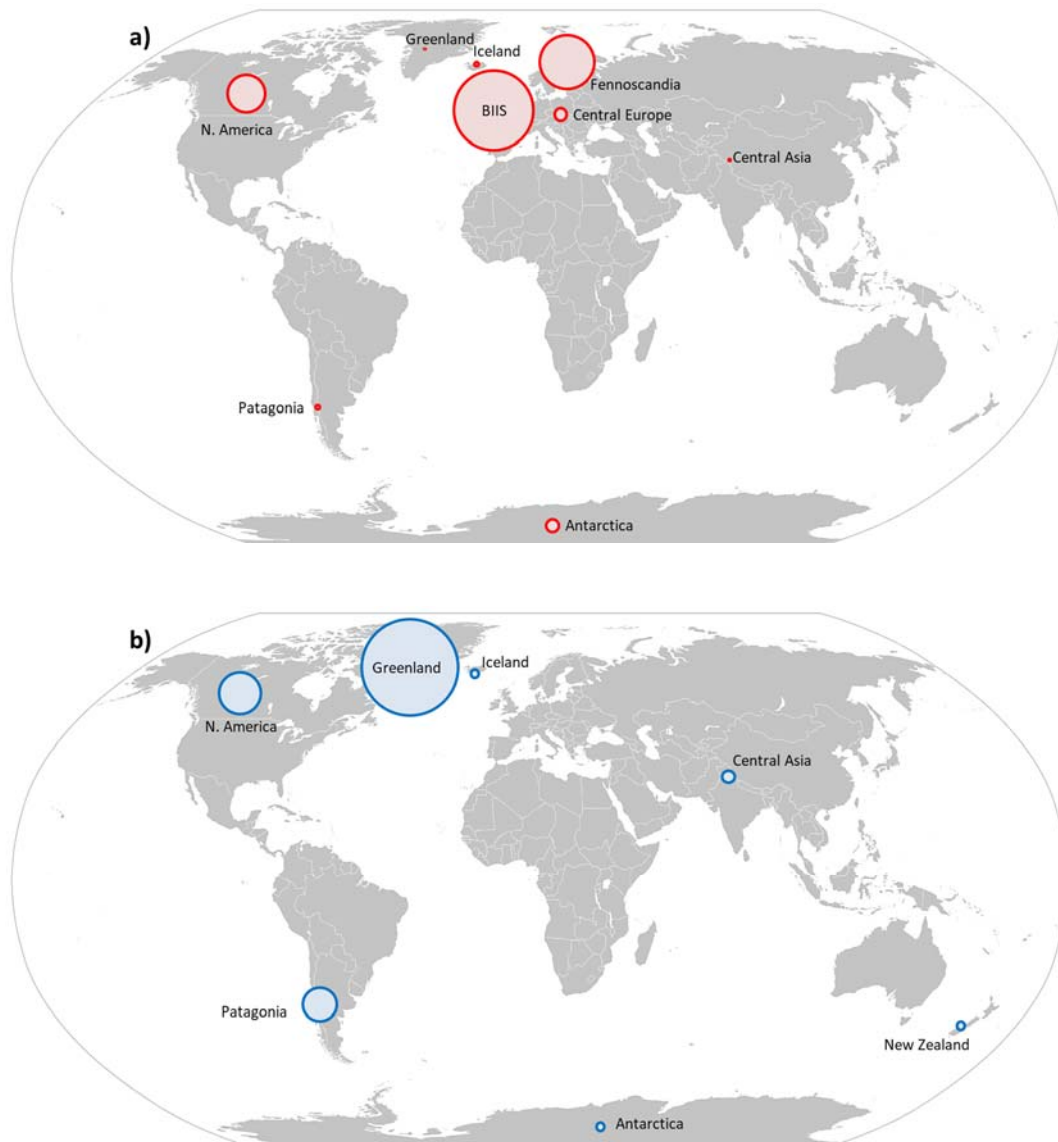 a)
Greenland
Iceland
Fennoscandia
N. America
BIIS
Central Europe
Central Asia
Patagonia
Antarctica
b)
Greenland
Iceland
N. America
Central Asia
Patagonia
New Zealand
Antarctica